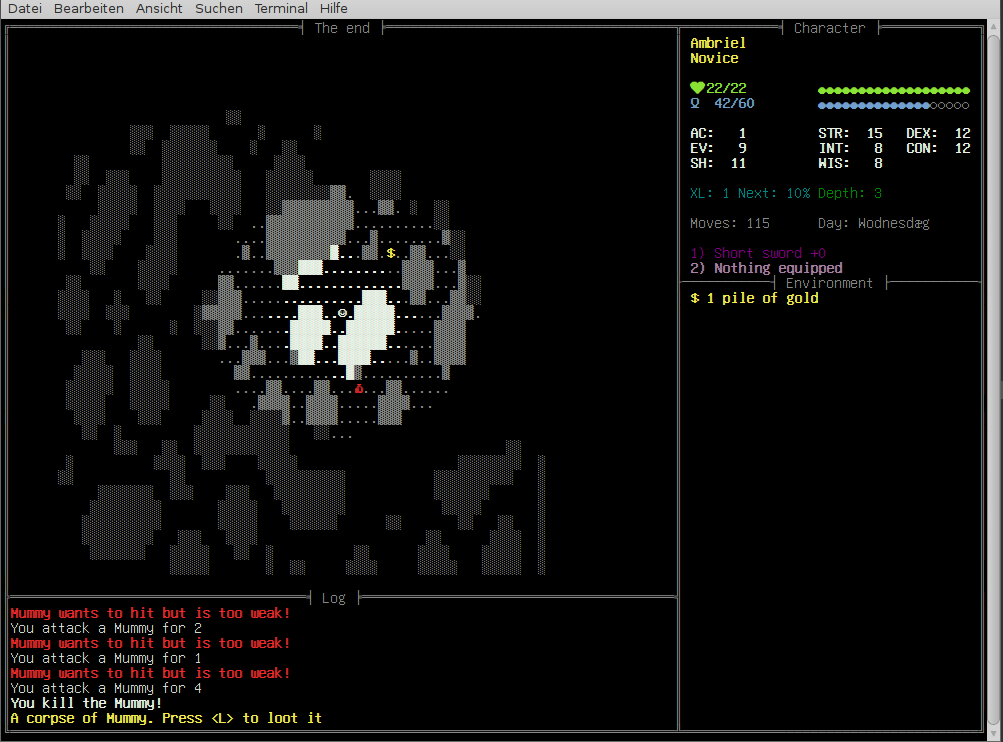 Datei Bearbeiten Ansicht Suchen Terminal Hilfe
The end
Character
Ambriel
Novice
22/22
42/60
AC: 1 STR: 15 DEX: 12
EV: 9 INT: 8 CON: 12
SH: 11 WIS: 8
XL: 1 Next: 10% Depth: 3
Moves: 115 Day: Wodnesdæg
1) Short sword +0
2) Nothing equipped
Environment
$ 1 pile of gold
Log
Mummy wants to hit but is too weak!
You attack a Mummy for 2
Mummy wants to hit but is too weak!
You attack a Mummy for 1
Mummy wants to hit but is too weak!
You attack a Mummy for 4
You kill the Mummy!
A corpse of Mummy. Press <L> to loot it